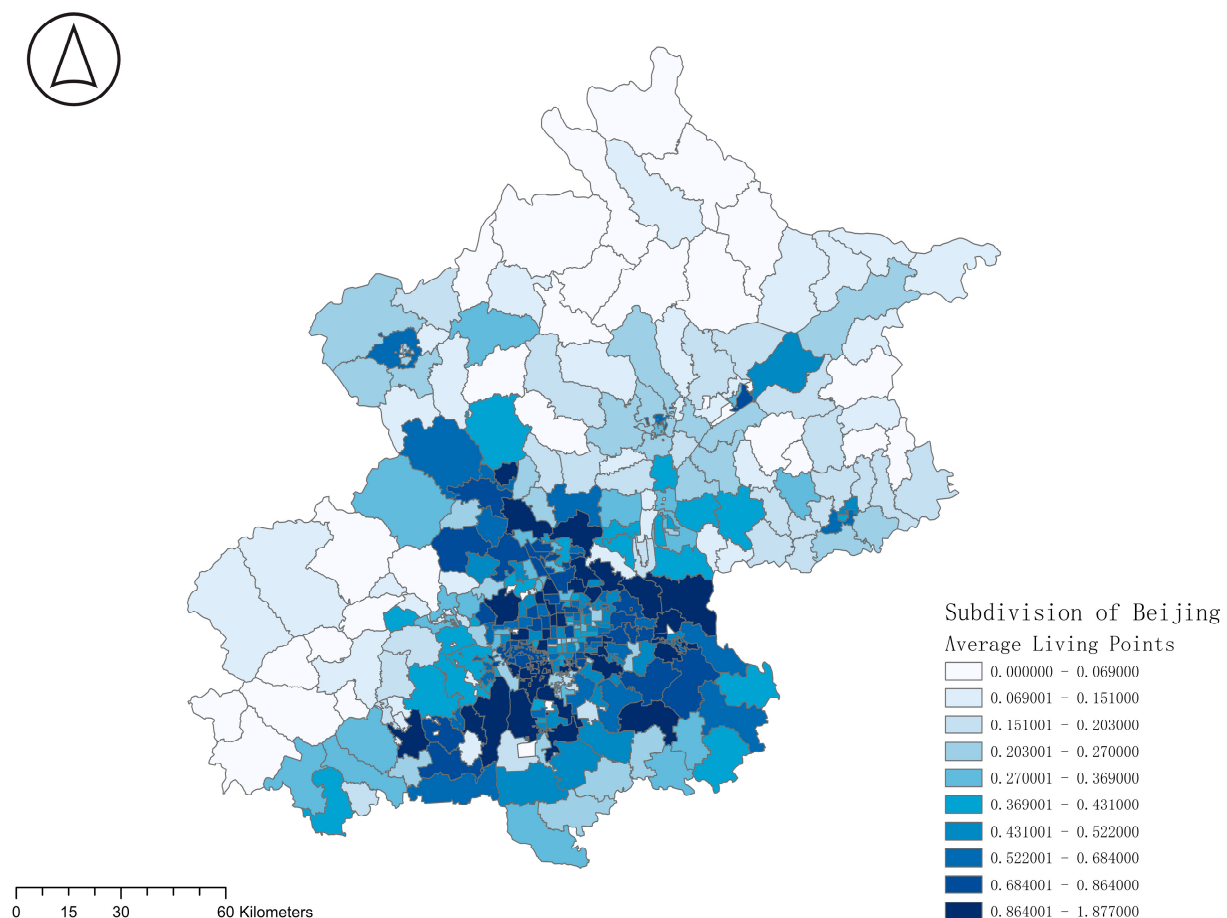 Subdivision of Beijing
Average Living Points
0.000000 - 0.069000
0.069001 - 0.151000
0.151001 - 0.203000
0.203001 - 0.270000
0.270001 - 0.369000
0.369001 - 0.431000
0.431001 - 0.522000
0.522001 - 0.684000
0.684001 - 0.864000
0.864001 - 1.877000
0 15 30 60 Kilometers